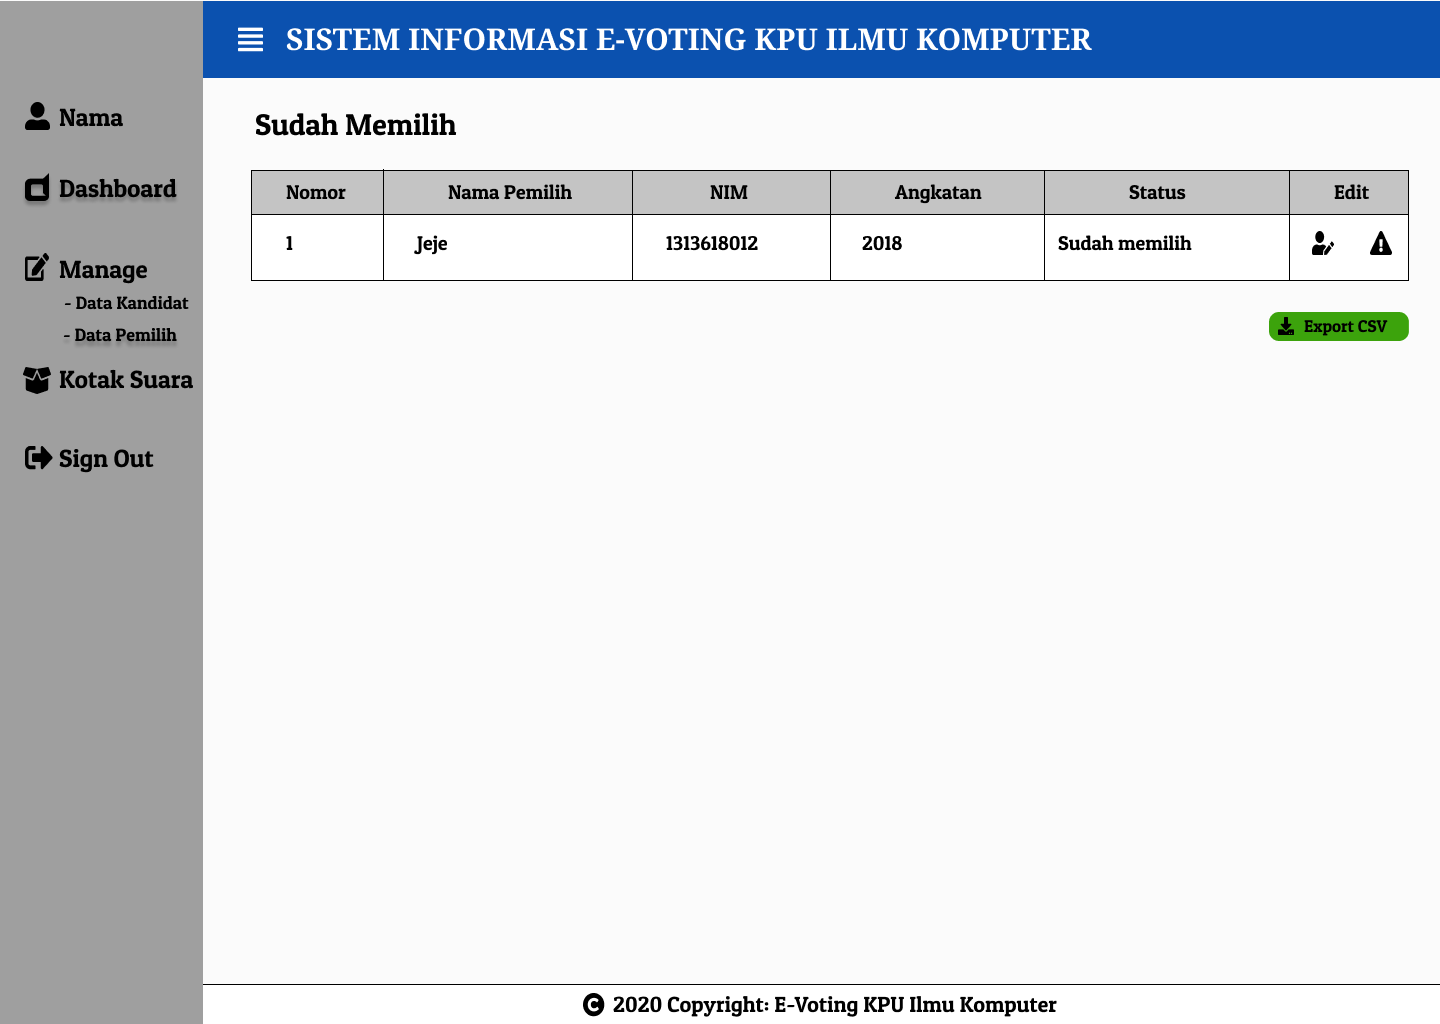 SISTEM INFORMASI E-VOTING KPU ILMU KOMPUTER
Nama
Dashboard
Manage
- Data Kandidat
- Data Pemilih
Kotak Suara
Sign Out
Sudah Memilih
Nomor Nama Pemilih NIM Angkatan Status Edit
1 Jeje 1313618012 2018 Sudah memilih
Export CSV
2020 Copyright: E-Voting KPU Ilmu Komputer